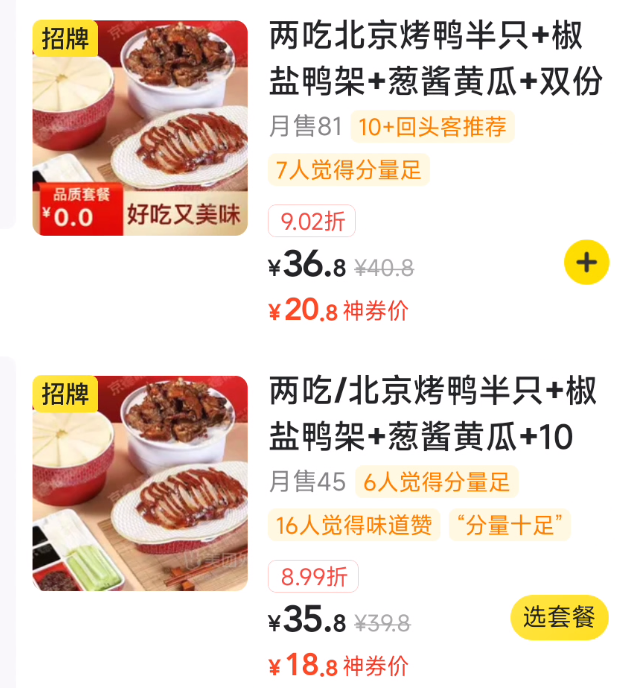 招牌
品质套餐
¥0.0
好吃又美味
两吃北京烤鸭半只+椒
盐鸭架+葱酱黄瓜+双份
月售81 10+回头客推荐
7人觉得分量足
9.02折
¥36.8 ¥40.8
+
¥20.8神券价
招牌
两吃/北京烤鸭半只+椒
盐鸭架+葱酱黄瓜+10
月售45 6人觉得分量足
16人觉得味道赞 “分量十足”
8.99折
¥35.8 ¥39.8
选套餐
¥18.8神券价